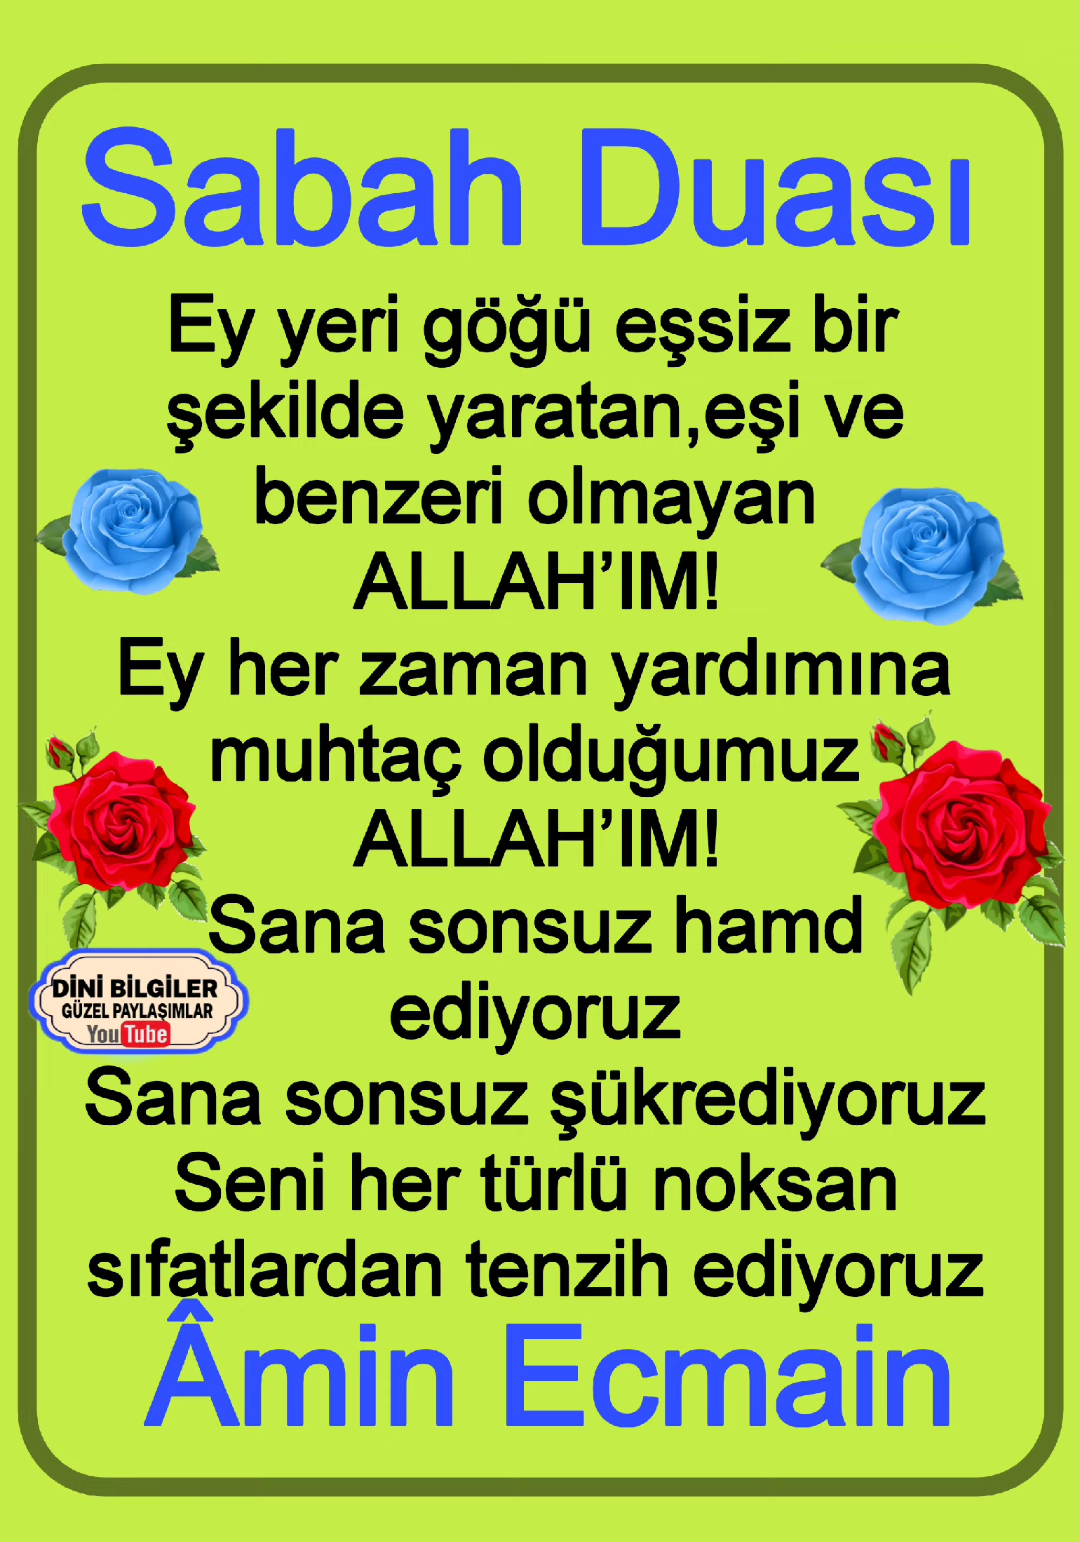 Sabah Duası
Ey yeri göğü eşsiz bir
şekilde yaratan,eşi ve
benzeri olmayan
ALLAH’IM!
Ey her zaman yardımına
muhtaç olduğumuz
ALLAH’IM!
Sana sonsuz hamd
ediyoruz
DİNİ BİLGİLER
GÜZEL PAYLAŞIMLAR
YouTube
Sana sonsuz şükrediyoruz
Seni her türlü noksan
sıfatlardan tenzih ediyoruz
Âmin Ecmain